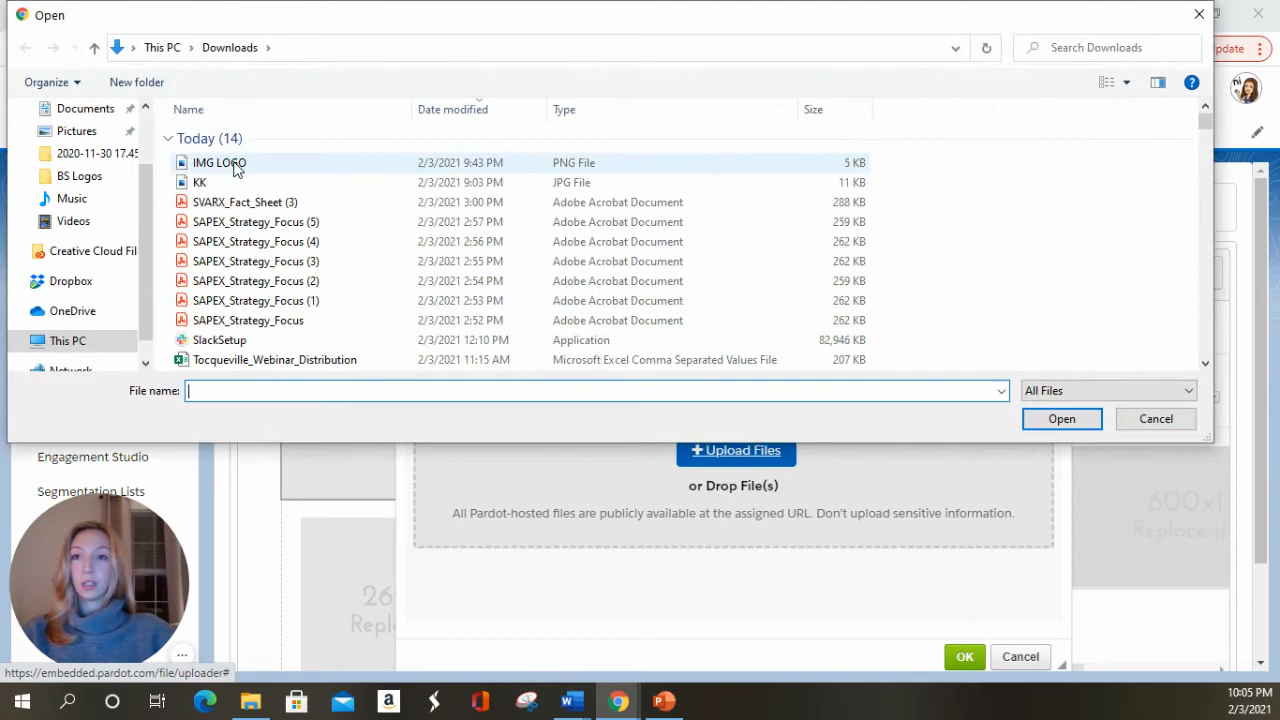 Open
This PC > Downloads >
Search Downloads
Update
Organize
New folder
Name
Date modified
Type
Size
Documents
Pictures
2020-11-30 17.45
BS Logos
Music
Videos
Creative Cloud Fil
Dropbox
OneDrive
This PC
Network
Today (14)
IMG LOGO 2/3/2021 9:43 PM PNG File 5 KB
KK 2/3/2021 9:03 PM JPG File 11 KB
SVARX_Fact_Sheet (3) 2/3/2021 3:00 PM Adobe Acrobat Document 288 KB
SAPEX_Strategy_Focus (5) 2/3/2021 2:57 PM Adobe Acrobat Document 259 KB
SAPEX_Strategy_Focus (4) 2/3/2021 2:56 PM Adobe Acrobat Document 262 KB
SAPEX_Strategy_Focus (3) 2/3/2021 2:55 PM Adobe Acrobat Document 262 KB
SAPEX_Strategy_Focus (2) 2/3/2021 2:54 PM Adobe Acrobat Document 259 KB
SAPEX_Strategy_Focus (1) 2/3/2021 2:53 PM Adobe Acrobat Document 262 KB
SAPEX_Strategy_Focus 2/3/2021 2:52 PM Adobe Acrobat Document 262 KB
SlackSetup 2/3/2021 12:10 PM Application 82,946 KB
Tocqueville_Webinar_Distribution 2/3/2021 11:15 AM Microsoft Excel Comma Separated Values File 207 KB
File name:
All Files
Open
Cancel
Engagement Studio
Segmentation Lists
+ Upload Files
or Drop File(s)
All Pardot-hosted files are publicly available at the assigned URL. Don't upload sensitive information.
600x1
Replace
26
Repl
OK
Cancel
https://embedded.pardot.com/file/uploader#
10:05 PM
2/3/2021